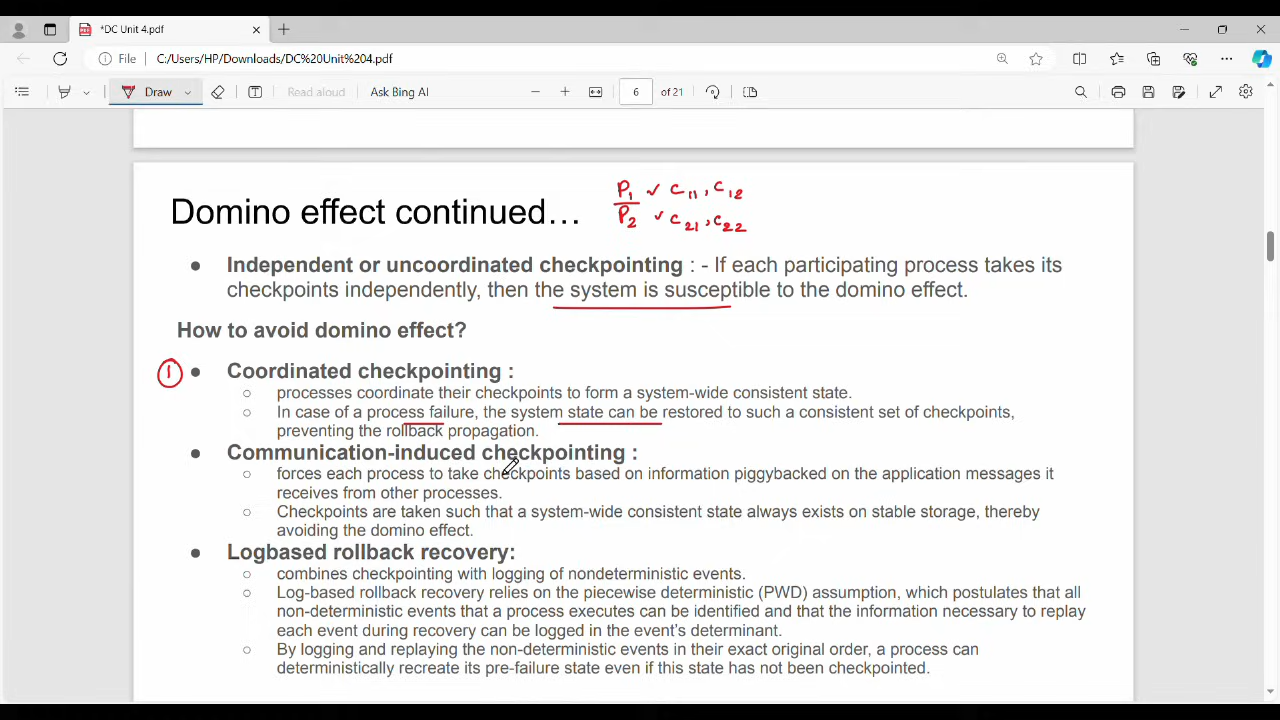 *DC Unit 4.pdf
File C:/Users/HP/Downloads/DC%20Unit%204.pdf
Draw Read aloud Ask Bing AI 6 of 21
P1 ✓ C11, C12
P2 ✓ C21, C22
Domino effect continued…
● Independent or uncoordinated checkpointing : - If each participating process takes its
checkpoints independently, then the system is susceptible to the domino effect.
How to avoid domino effect?
1 ● Coordinated checkpointing :
○ processes coordinate their checkpoints to form a system-wide consistent state.
○ In case of a process failure, the system state can be restored to such a consistent set of checkpoints,
preventing the rollback propagation.
● Communication-induced checkpointing :
○ forces each process to take checkpoints based on information piggybacked on the application messages it
receives from other processes.
○ Checkpoints are taken such that a system-wide consistent state always exists on stable storage, thereby
avoiding the domino effect.
● Logbased rollback recovery:
○ combines checkpointing with logging of nondeterministic events.
○ Log-based rollback recovery relies on the piecewise deterministic (PWD) assumption, which postulates that all
non-deterministic events that a process executes can be identified and that the information necessary to replay
each event during recovery can be logged in the event's determinant.
○ By logging and replaying the non-deterministic events in their exact original order, a process can
deterministically recreate its pre-failure state even if this state has not been checkpointed.